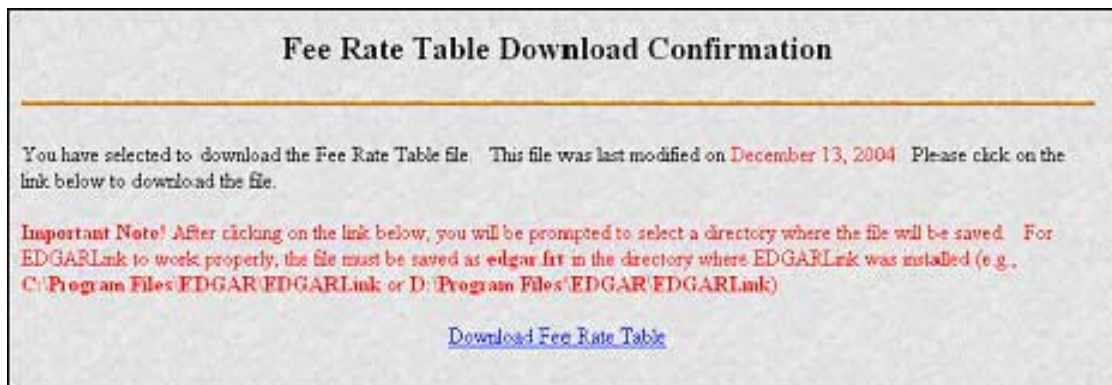 Fee Rate Table Download Confirmation
You have selected to download the Fee Rate Table file. This file was last modified on December 13, 2004. Please click on the
link below to download the file.
Important Note! After clicking on the link below, you will be prompted to select a directory where the file will be saved. For
EDGARLink to work properly, the file must be saved as edgar.frt in the directory where EDGARLink was installed (e.g.,
C:\Program Files\EDGAR\EDGARLink or D:\Program Files\EDGAR\EDGARLink)
Download Fee Rate Table